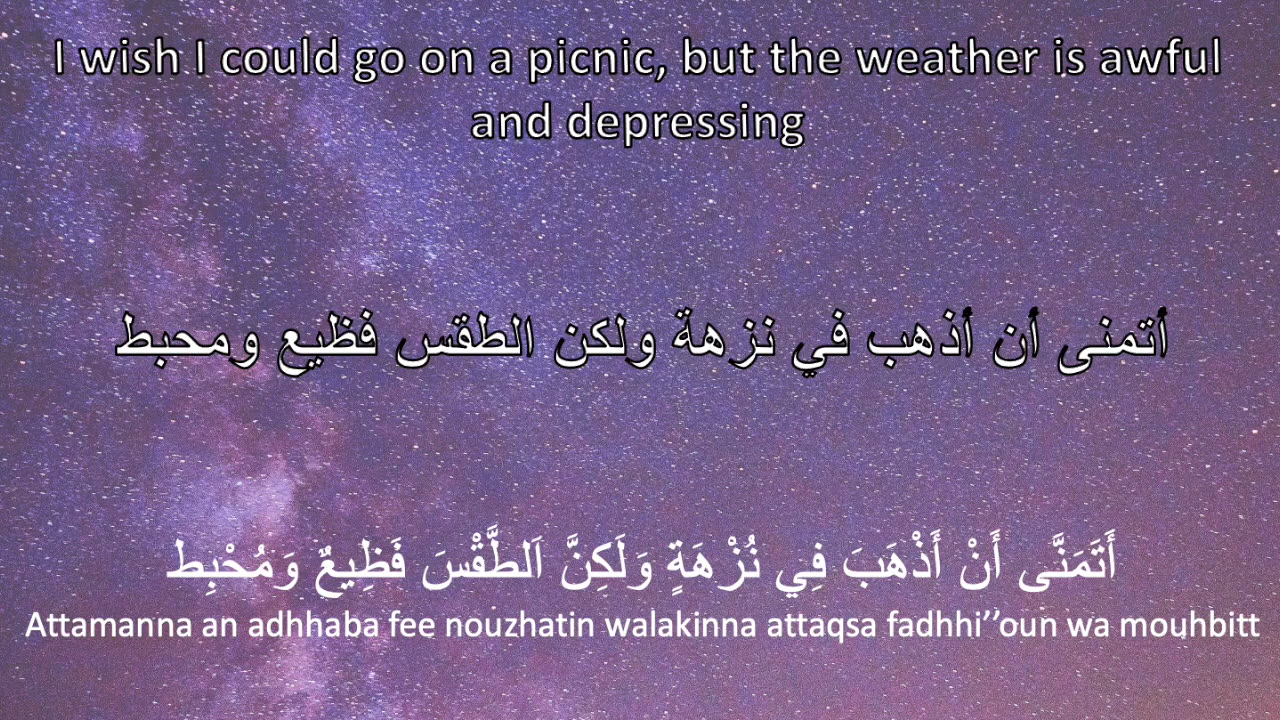 I wish I could go on a picnic, but the weather is awful
and depressing
أتمنى أن أذهب في نزهة ولكن الطقس فظيع ومحبط
أَتَمَنَّى أَنْ أَذْهَبَ فِي نُزْهَةٍ وَلَكِنَّ اَلطَّقْسَ فَظِيعٌ وَمُحْبِط
Attamanna an adhhaba fee nouzhatin walakinna attaqsa fadhhi’’oun wa mouhbitt